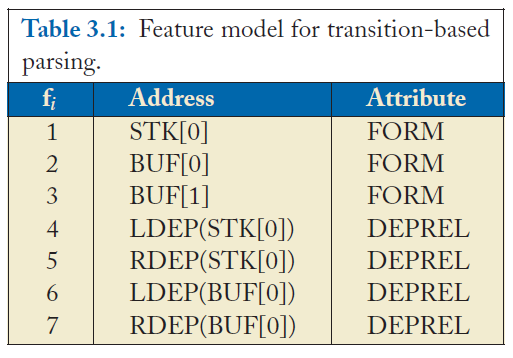 Table 3.1: Feature model for transition-based
parsing.
fi Address Attribute
1 STK[0] FORM
2 BUF[0] FORM
3 BUF[1] FORM
4 LDEP(STK[0]) DEPREL
5 RDEP(STK[0]) DEPREL
6 LDEP(BUF[0]) DEPREL
7 RDEP(BUF[0]) DEPREL